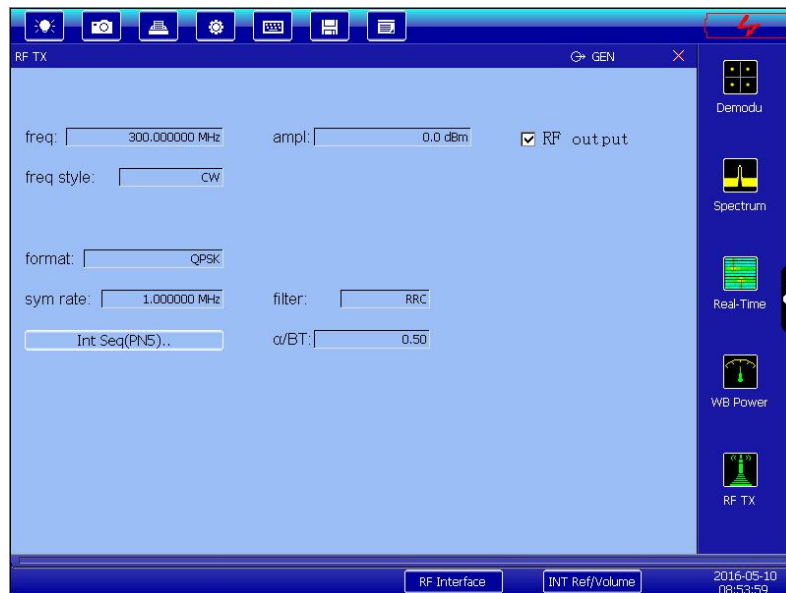 RF TX
GEN
freq: 300.000000 MHz
ampl: 0.0 dBm
RF output
freq style: CW
format: QPSK
sym rate: 1.000000 MHz
filter: RRC
Int Seq(PN5)..
α/BT: 0.50
Demodu
Spectrum
Real-Time
WB Power
RF TX
RF Interface
INT Ref/Volume
2016-05-10
08:53:59